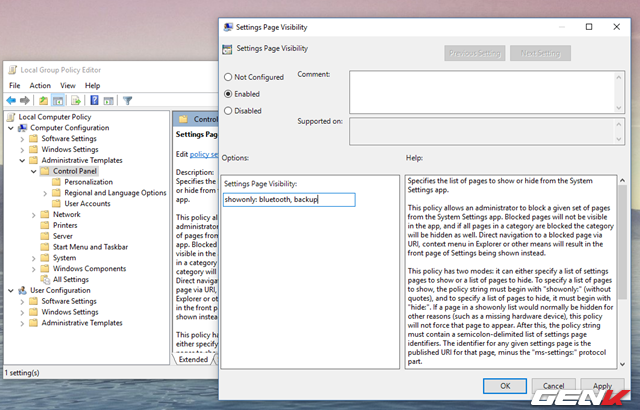 Local Group Policy Editor
File Action View Help
Local Computer Policy
Computer Configuration
Software Settings
Windows Settings
Administrative Templates
Control Panel
Personalization
Regional and Language Options
User Accounts
Network
Printers
Server
Start Menu and Taskbar
System
Windows Components
All Settings
User Configuration
Software Settings
Windows Settings
Administrative Templates
1 setting(s)
Contro
Settings Pag
Edit policy se
Description:
Specifies the
from the
app.
This policy al
administrator
of pages from
app. Blocked
visible in the
in a category
category will
Direct naviga
page via URI,
Explorer or ot
in the front p
shown instea
This policy ha
either specify
Extended
Settings Page Visibility
Settings Page Visibility
Previous Setting Next Setting
Not Configured
Enabled
Disabled
Comment:
Supported on:
Options:
Help:
Settings Page Visibility:
showonly: bluetooth, backup
Specifies the list of pages to show or hide from the System
Settings app.
This policy allows an administrator to block a given set of pages
from the System Settings app. Blocked pages will not be visible
in the app, and if all pages in a category are blocked the category
will be hidden as well. Direct navigation to a blocked page via
URI, context menu in Explorer or other means will result in the
front page of Settings being shown instead.
This policy has two modes: it can either specify a list of settings
pages to show or a list of pages to hide. To specify a list of pages
to show, the policy string must begin with "showonly:" (without
quotes), and to specify a list of pages to hide, it must begin with
"hide:". If a page in a showonly list would normally be hidden for
other reasons (such as a missing hardware device), this policy
will not force that page to appear. After this, the policy string
must contain a semicolon-delimited list of settings page
identifiers. The identifier for any given settings page is the
published URI for that page, minus the "ms-settings:" protocol
part.
OK Cancel Apply
GENK